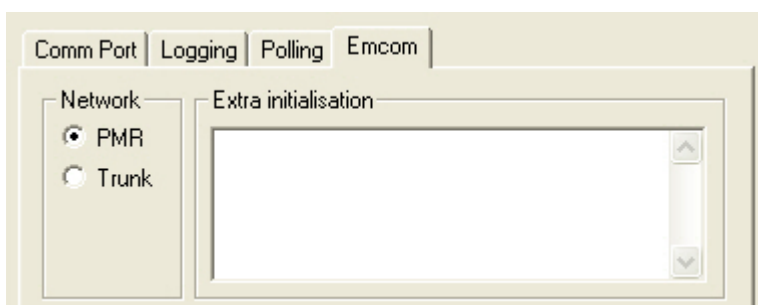 Comm Port Logging Polling Emcom
Network Extra initialisation
PMR
Trunk